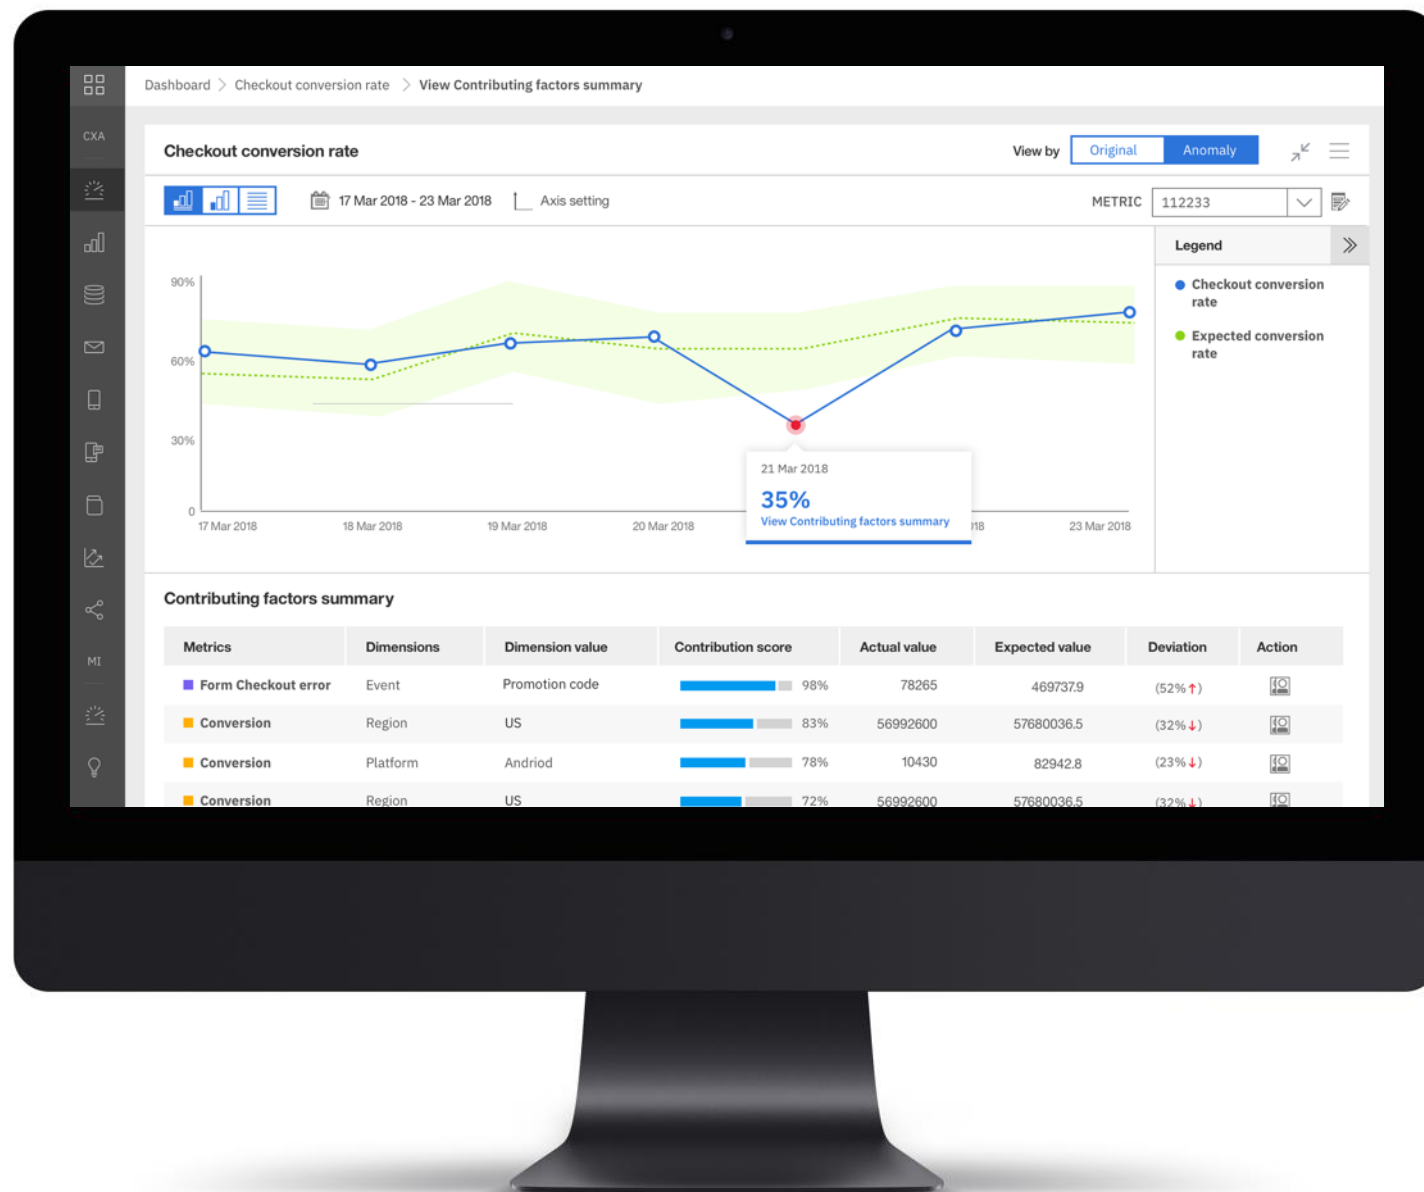 Dashboard > Checkout conversion rate > View Contributing factors summary
CXA
Checkout conversion rate
View by Original Anomaly
17 Mar 2018 - 23 Mar 2018 Axis setting
METRIC 112233
Legend
Checkout conversion
rate
Expected conversion
rate
90%
60%
30%
0
21 Mar 2018
35%
View Contributing factors summary
17 Mar 2018 18 Mar 2018 19 Mar 2018 20 Mar 2018 18 23 Mar 2018
Contributing factors summary
MI
Metrics Dimensions Dimension value Contribution score Actual value Expected value Deviation Action
Form Checkout error Event Promotion code 98% 78265 469737.9 (52%↑)
Conversion Region US 83% 56992600 57680036.5 (32%↓)
Conversion Platform Andriod 78% 10430 82942.8 (23%↓)
Conversion Region US 72% 56992600 57680036.5 (32%↓)